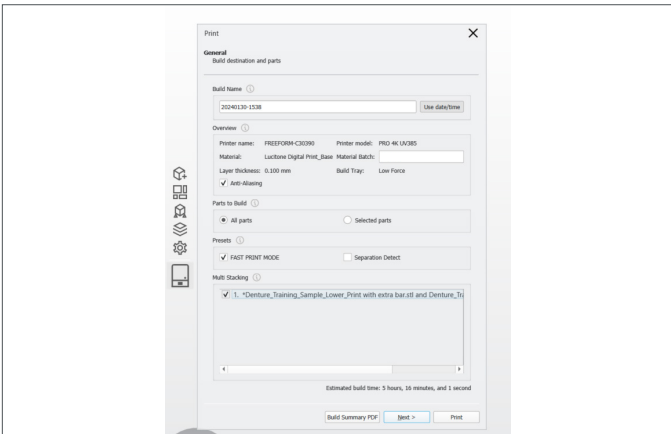 Print
General
Build destination and parts
Build Name
20240130-1538 Use date/time
Overview
Printer name: FREEFORM-C30390 Printer model: PRO 4K UV385
Material: Lucitone Digital Print_Base Material Batch:
Layer thickness: 0.100 mm Build Tray: Low Force
Anti-Aliasing
Parts to Build
All parts Selected parts
Presets
FAST PRINT MODE Separation Detect
Multi Stacking
1. *Denture_Training_Sample_Lower_Print with extra bar.stl and Denture_Tra
Estimated build time: 5 hours, 16 minutes, and 1 second
Build Summary PDF Next > Print